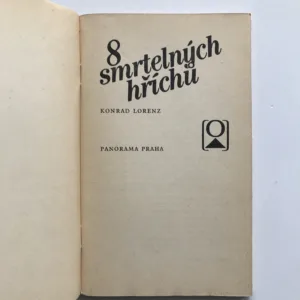 8
smrtelných
hříchů
KONRAD LORENZ
PANORAMA PRAHA